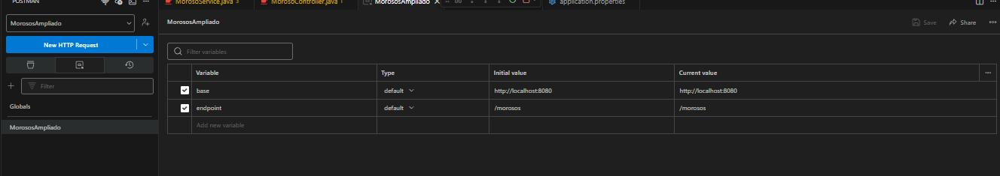 POSTMAN
MorosoService.java 3
MorosoController.java 1
MorososAmpliado
application.properties
MorososAmpliado
MorososAmpliado
Save
Share
New HTTP Request
Filter variables
Variable
Type
Initial value
Current value
Filter
base
default
http://localhost:8080
http://localhost:8080
Globals
endpoint
default
/morosos
/morosos
MorososAmpliado
Add new variable